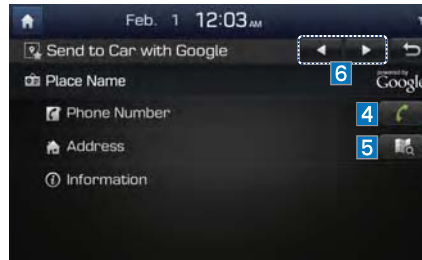 Feb. 1 12:03 AM
Send to Car with Google
6
Place Name
powered by
Google
Phone Number
4
Address
5
Information